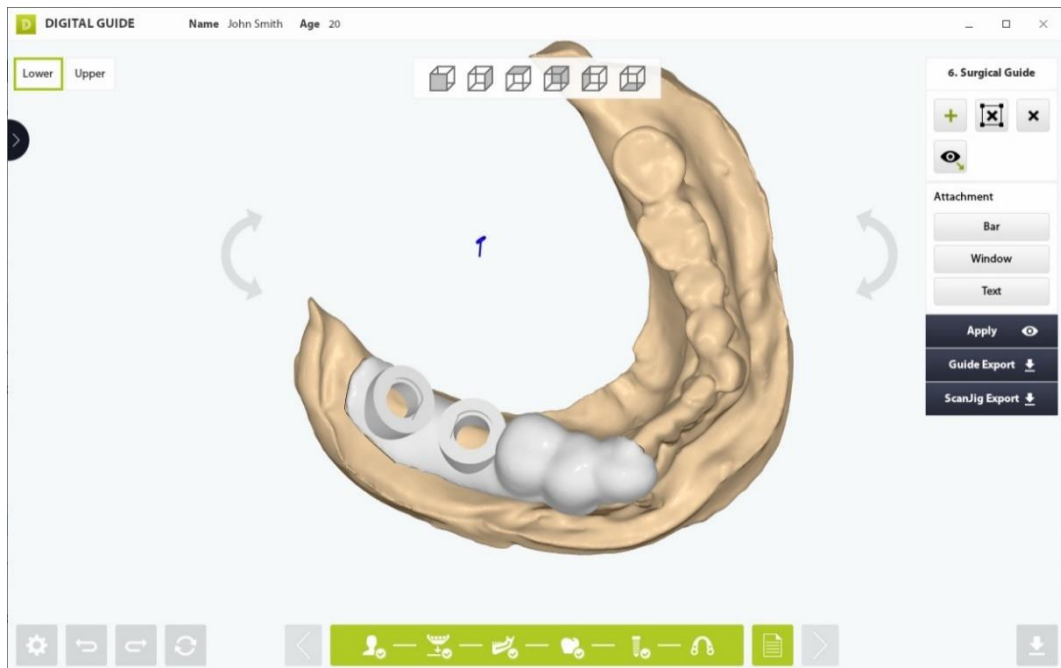 D DIGITAL GUIDE Name John Smith Age 20
Lower Upper
6. Surgical Guide
Attachment
Bar
Window
Text
Apply
Guide Export
ScanJig Export